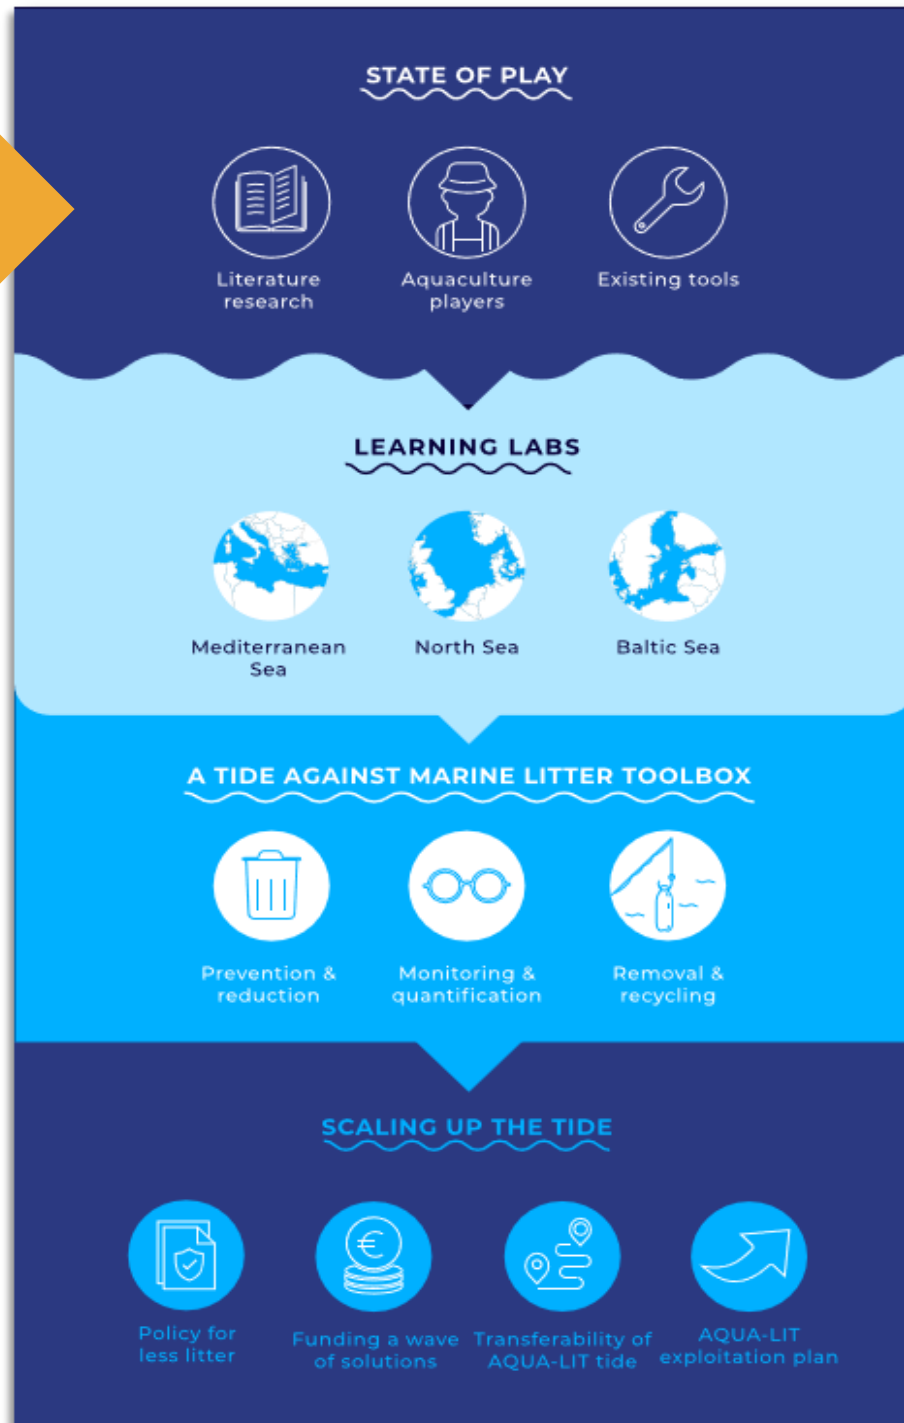 STATE OF PLAY
Literature
research
Aquaculture
players
Existing tools
LEARNING LABS
Mediterranean
Sea
North Sea
Baltic Sea
A TIDE AGAINST MARINE LITTER TOOLBOX
Prevention &
reduction
Monitoring &
quantification
Removal &
recycling
SCALING UP THE TIDE
Policy for
less litter
Funding a wave
of solutions
Transferability of
AQUA-LIT tide
AQUA-LIT
exploitation plan